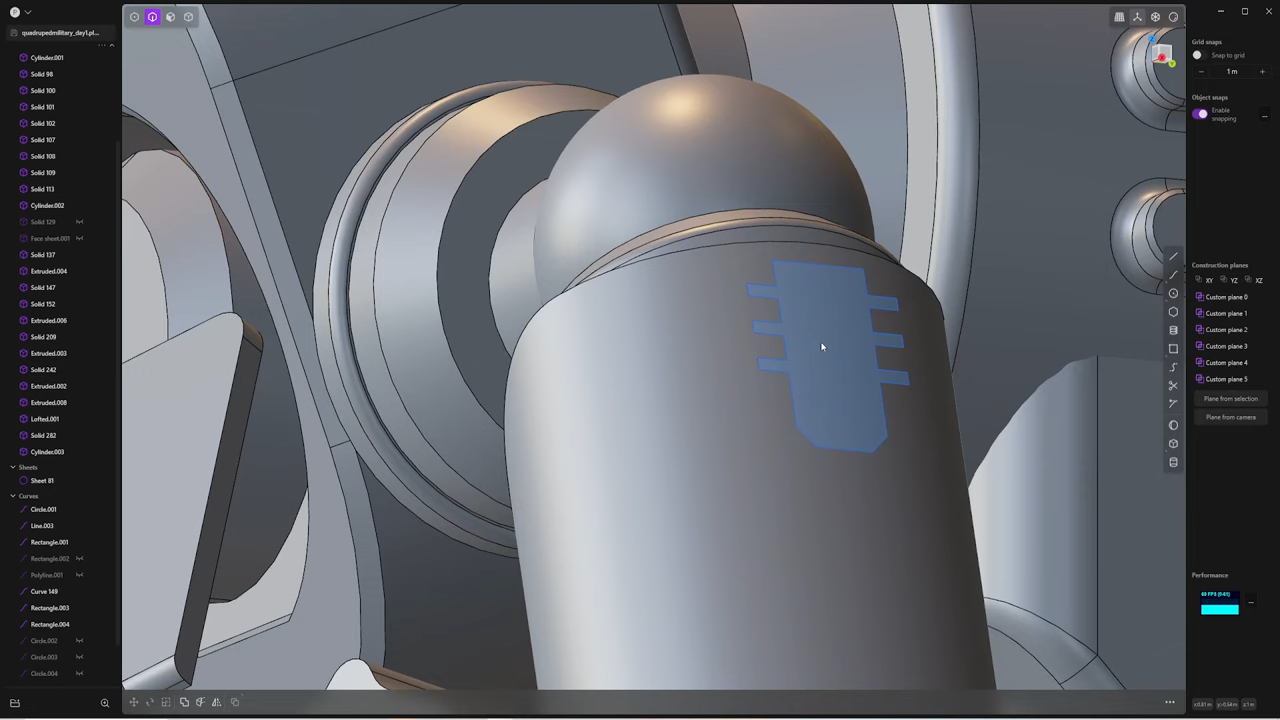 quadrupedmilitary_day1.pl...
Cylinder.001
Solid 98
Solid 100
Solid 101
Solid 102
Solid 107
Solid 108
Solid 109
Solid 113
Cylinder.002
Solid 129
Face sheet.001
Solid 137
Extruded.004
Solid 147
Solid 152
Extruded.006
Solid 209
Extruded.003
Solid 242
Extruded.002
Extruded.008
Lofted.001
Solid 282
Cylinder.003
Sheets
Sheet 81
Curves
Circle.001
Line.003
Rectangle.001
Rectangle.002
Polyline.001
Curve 149
Rectangle.003
Rectangle.004
Circle.002
Circle.003
Circle.004
Grid snaps
Snap to grid
1 m
Object snaps
Enable
snapping
Construction planes
XY YZ XZ
Custom plane 0
Custom plane 1
Custom plane 2
Custom plane 3
Custom plane 4
Custom plane 5
Plane from selection
Plane from camera
Performance